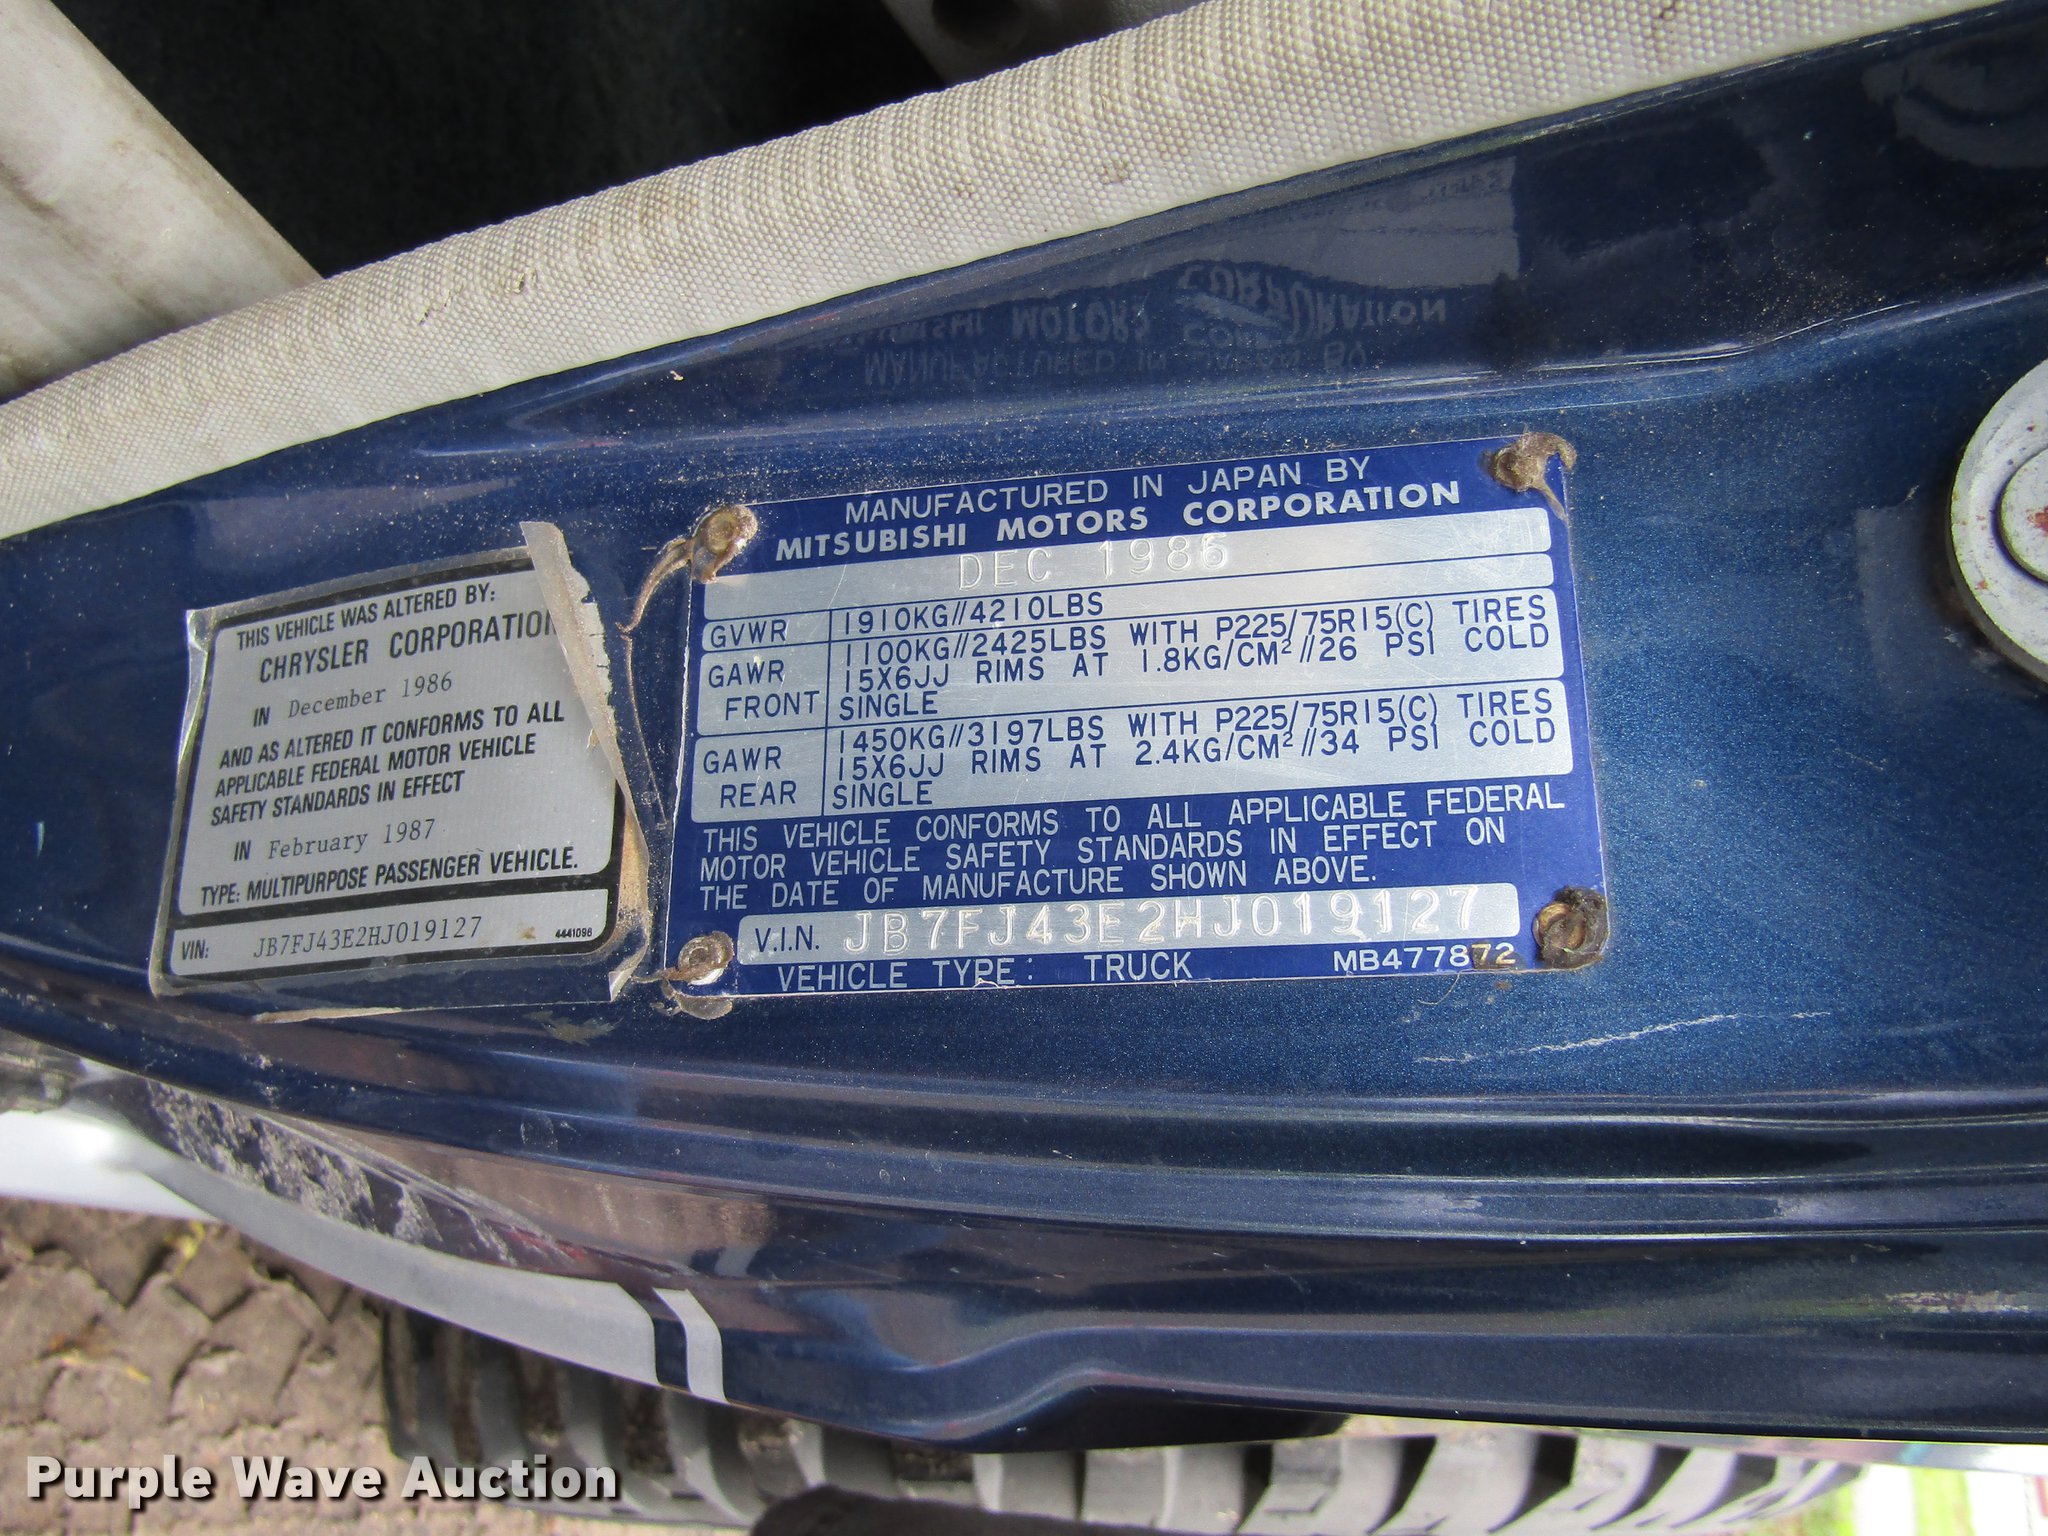 THIS VEHICLE WAS ALTERED BY:
CHRYSLER CORPORATION
IN December 1986
AND AS ALTERED IT CONFORMS TO ALL
APPLICABLE FEDERAL MOTOR VEHICLE
SAFETY STANDARDS IN EFFECT
IN February 1987
TYPE: MULTIPURPOSE PASSENGER VEHICLE.
VIN: JB7FJ43E2HJ019127 4441096
MANUFACTURED IN JAPAN BY
MITSUBISHI MOTORS CORPORATION
DEC 1986
GVWR 1910KG//4210LBS
GAWR FRONT 1100KG//2425LBS WITH P225/75R15(C) TIRES
15X6JJ RIMS AT 1.8KG/CM²//26 PSI COLD
SINGLE
GAWR REAR 1450KG//3197LBS WITH P225/75R15(C) TIRES
15X6JJ RIMS AT 2.4KG/CM²//34 PSI COLD
SINGLE
THIS VEHICLE CONFORMS TO ALL APPLICABLE FEDERAL
MOTOR VEHICLE SAFETY STANDARDS IN EFFECT ON
THE DATE OF MANUFACTURE SHOWN ABOVE.
V.I.N. JB7FJ43E2HJ019127
VEHICLE TYPE: TRUCK MB477872
Purple Wave Auction